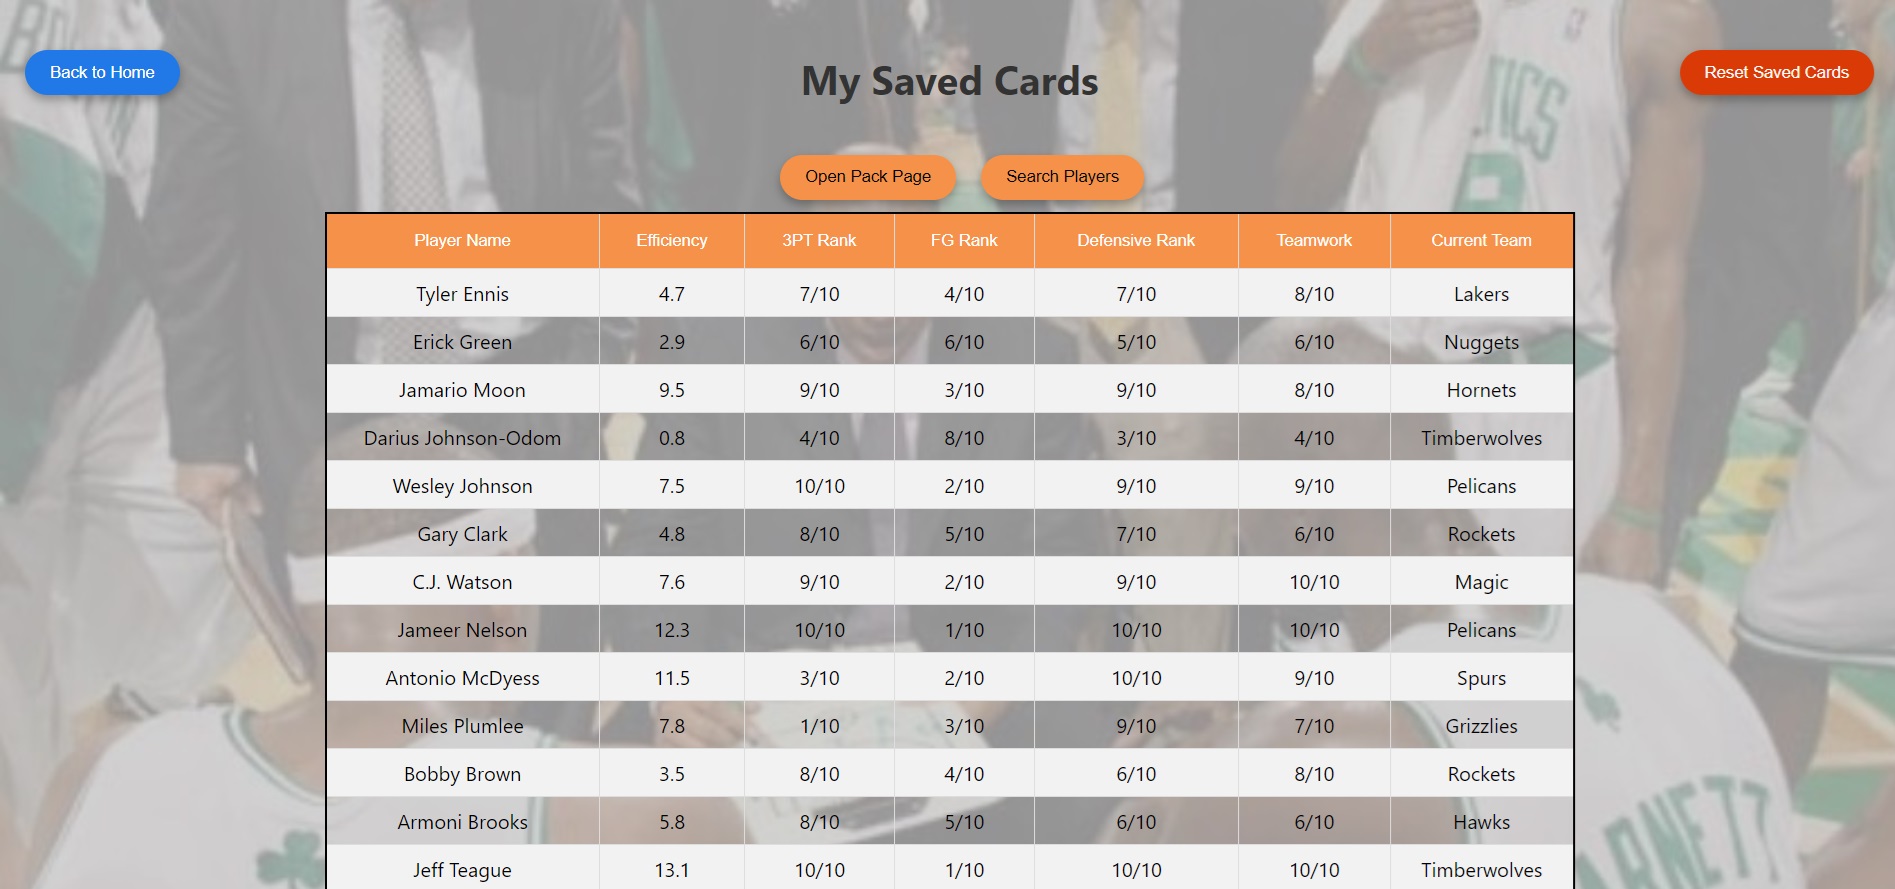 Back to Home
My Saved Cards
Reset Saved Cards
Open Pack Page Search Players
Player Name Efficiency 3PT Rank FG Rank Defensive Rank Teamwork Current Team
Tyler Ennis 4.7 7/10 4/10 7/10 8/10 Lakers
Erick Green 2.9 6/10 6/10 5/10 6/10 Nuggets
Jamario Moon 9.5 9/10 3/10 9/10 8/10 Hornets
Darius Johnson-Odom 0.8 4/10 8/10 3/10 4/10 Timberwolves
Wesley Johnson 7.5 10/10 2/10 9/10 9/10 Pelicans
Gary Clark 4.8 8/10 5/10 7/10 6/10 Rockets
C.J. Watson 7.6 9/10 2/10 9/10 10/10 Magic
Jameer Nelson 12.3 10/10 1/10 10/10 10/10 Pelicans
Antonio McDyess 11.5 3/10 2/10 10/10 9/10 Spurs
Miles Plumlee 7.8 1/10 3/10 9/10 7/10 Grizzlies
Bobby Brown 3.5 8/10 4/10 6/10 8/10 Rockets
Armoni Brooks 5.8 8/10 5/10 6/10 6/10 Hawks
Jeff Teague 13.1 10/10 1/10 10/10 10/10 Timberwolves